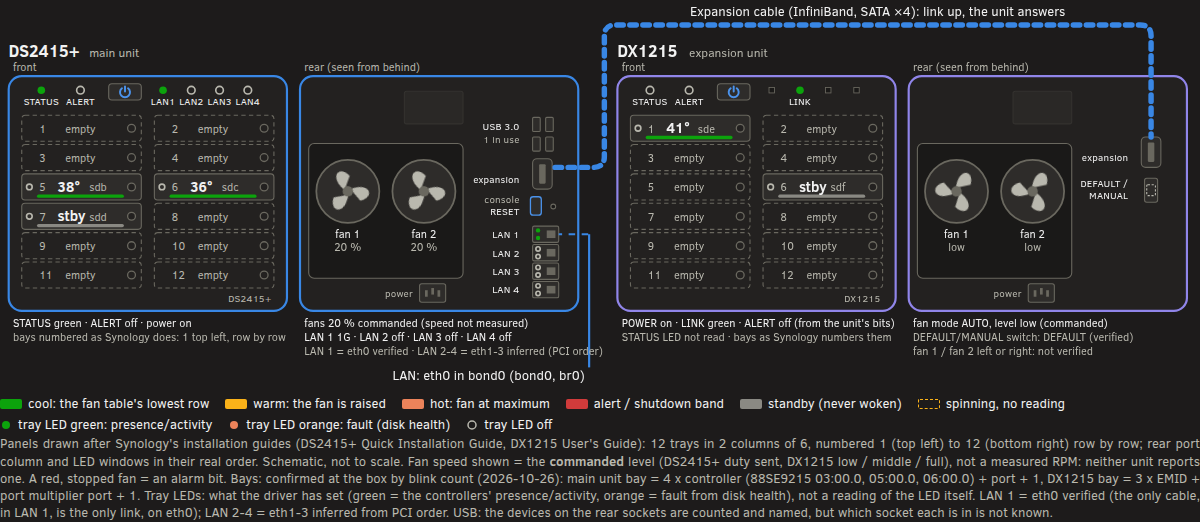 Expansion cable (InfiniBand, SATA ×4): link up, the unit answers
DS2415+ main unit
front
rear (seen from behind)
DX1215 expansion unit
front
rear (seen from behind)
STATUS ALERT LAN1 LAN2 LAN3 LAN4
1 empty
2 empty
3 empty
4 empty
5 38° sdb
6 36° sdc
7 stby sdd
8 empty
9 empty
10 empty
11 empty
12 empty
DS2415+
USB 3.0
1 in use
expansion
console
RESET
LAN 1
LAN 2
LAN 3
LAN 4
fan 1
20 %
fan 2
20 %
power
STATUS ALERT LINK
1 41° sde
2 empty
3 empty
4 empty
5 empty
6 stby sdf
7 empty
8 empty
9 empty
10 empty
11 empty
12 empty
DX1215
expansion
DEFAULT /
MANUAL
fan 1
low
fan 2
low
power
STATUS green · ALERT off · power on
bays numbered as Synology does: 1 top left, row by row
fans 20 % commanded (speed not measured)
LAN 1 1G · LAN 2 off · LAN 3 off · LAN 4 off
LAN 1 = eth0 verified · LAN 2-4 = eth1-3 inferred (PCI order)
POWER on · LINK green · ALERT off (from the unit's bits)
STATUS LED not read · bays as Synology numbers them
fan mode AUTO, level low (commanded)
DEFAULT/MANUAL switch: DEFAULT (verified)
fan 1 / fan 2 left or right: not verified
LAN: eth0 in bond0 (bond0, br0)
cool: the fan table's lowest row
warm: the fan is raised
hot: fan at maximum
alert / shutdown band
standby (never woken)
spinning, no reading
tray LED green: presence/activity
tray LED orange: fault (disk health)
tray LED off
Panels drawn after Synology's installation guides (DS2415+ Quick Installation Guide, DX1215 User's Guide): 12 trays in 2 columns of 6, numbered 1 (top left) to 12 (bottom right) row by row; rear port
column and LED windows in their real order. Schematic, not to scale. Fan speed shown = the commanded level (DS2415+ duty sent, DX1215 low / middle / full), not a measured RPM: neither unit reports
one. A red, stopped fan = an alarm bit. Bays: confirmed at the box by blink count (2026-10-26): main unit bay = 4 x controller (88SE9215 03:00.0, 05:00.0, 06:00.0) + port + 1, DX1215 bay = 3 x EMID +
port multiplier port + 1. Tray LEDs: what the driver has set (green = the controllers' presence/activity, orange = fault from disk health), not a reading of the LED itself. LAN 1 = eth0 verified (the only cable,
in LAN 1, is the only link, on eth0); LAN 2-4 = eth1-3 inferred from PCI order. USB: the devices on the rear sockets are counted and named, but which socket each is in is not known.